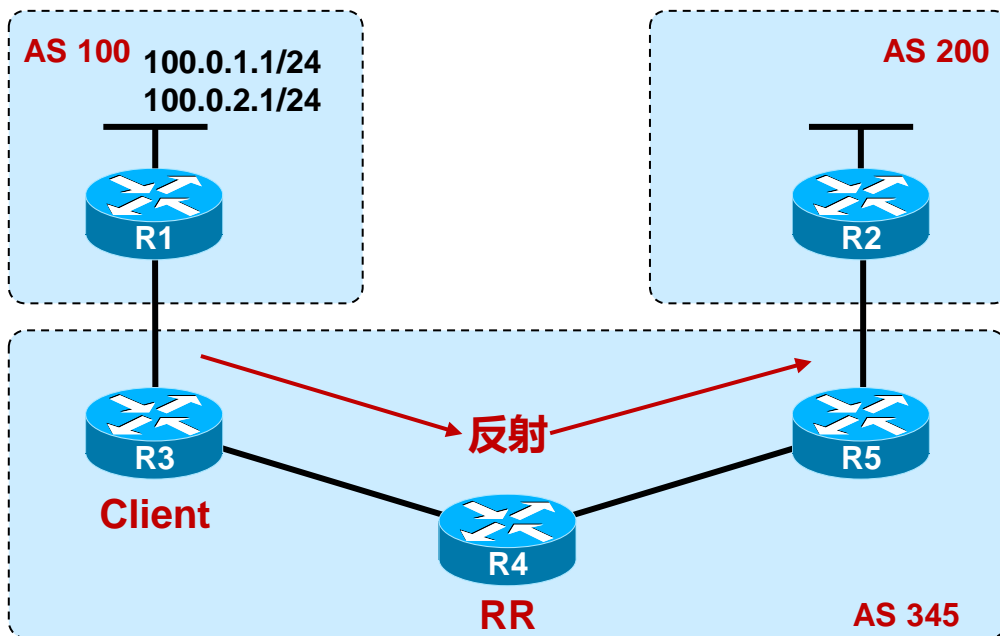 AS 100
100.0.1.1/24
100.0.2.1/24
AS 200
R1
R2
R3
反射
R5
Client
R4
RR
AS 345